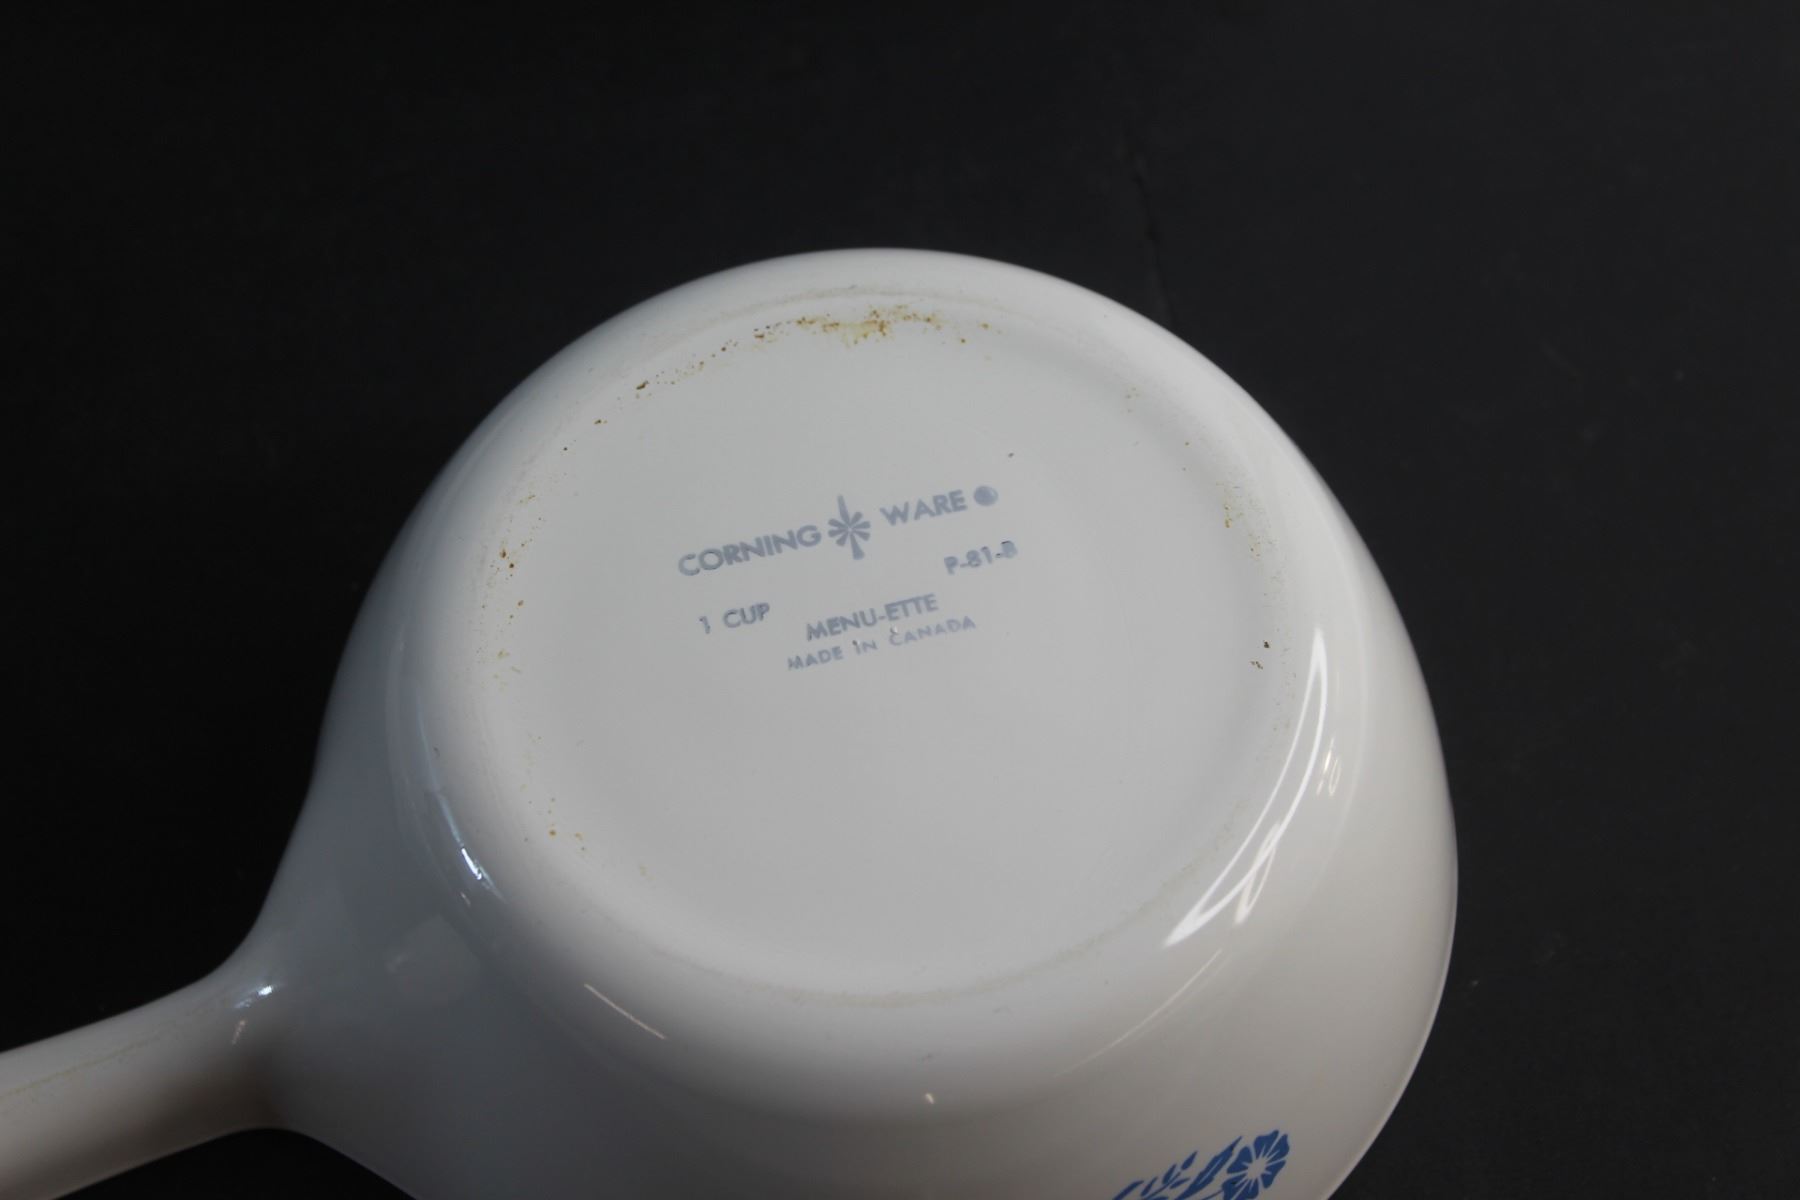 CORNING WARE ®
P-81-B
1 CUP MENU-ETTE
MADE IN CANADA